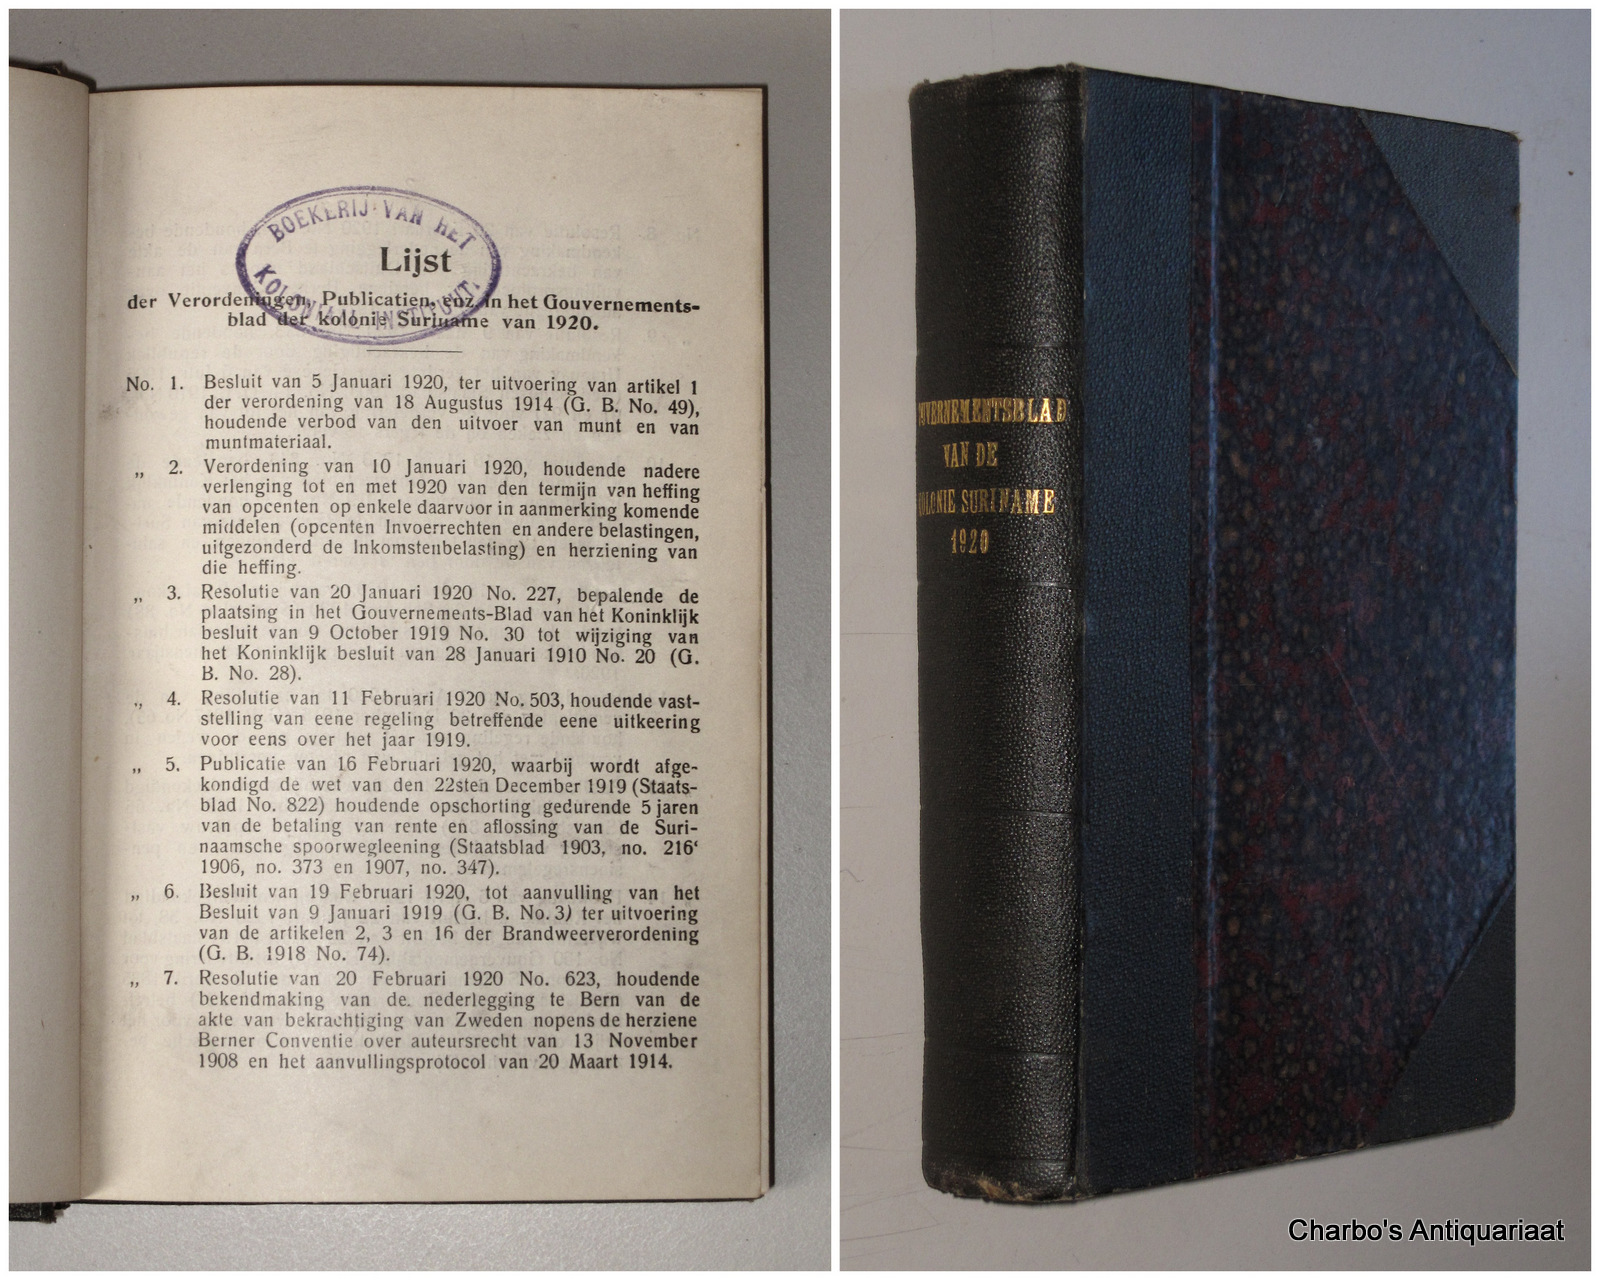 BOEKERIJ VAN HET
KOLONIAAL INSTITUUT.
Lijst
der Verordeningen, Publicatien, enz. in het Gouvernements-
blad der kolonie Suriname van 1920.
No. 1. Besluit van 5 Januari 1920, ter uitvoering van artikel 1
der verordening van 18 Augustus 1914 (G. B. No. 49),
houdende verbod van den uitvoer van munt en van
muntmateriaal.
„ 2. Verordening van 10 Januari 1920, houdende nadere
verlenging tot en met 1920 van den termijn van heffing
van opcenten op enkele daarvoor in aanmerking komende
middelen (opcenten Invoerrechten en andere belastingen,
uitgezonderd de Inkomstenbelasting) en herziening van
die heffing.
„ 3. Resolutie van 20 Januari 1920 No. 227, bepalende de
plaatsing in het Gouvernements-Blad van het Koninklijk
besluit van 9 October 1919 No. 30 tot wijziging van
het Koninklijk besluit van 28 Januari 1910 No. 20 (G.
B. No. 28).
„ 4. Resolutie van 11 Februari 1920 No. 503, houdende vast-
stelling van eene regeling betreffende eene uitkeering
voor eens over het jaar 1919.
„ 5. Publicatie van 16 Februari 1920, waarbij wordt afge-
kondigd de wet van den 22sten December 1919 (Staats-
blad No. 822) houdende opschorting gedurende 5 jaren
van de betaling van rente en aflossing van de Suri-
naamsche spoorwegleening (Staatsblad 1903, no. 216‘
1906, no. 373 en 1907, no. 347).
„ 6. Besluit van 19 Februari 1920, tot aanvulling van het
Besluit van 9 Januari 1919 (G. B. No. 3) ter uitvoering
van de artikelen 2, 3 en 16 der Brandweerverordening
(G. B. 1918 No. 74).
„ 7. Resolutie van 20 Februari 1920 No. 623, houdende
bekendmaking van de. nederlegging te Bern van de
akte van bekrachtiging van Zweden nopens de herziene
Berner Conventie over auteursrecht van 13 November
1908 en het aanvullingsprotocol van 20 Maart 1914.
OUVERNEMENTSBLAD
VAN DE
KOLONIE SURINAME
1920
Charbo's Antiquariaat